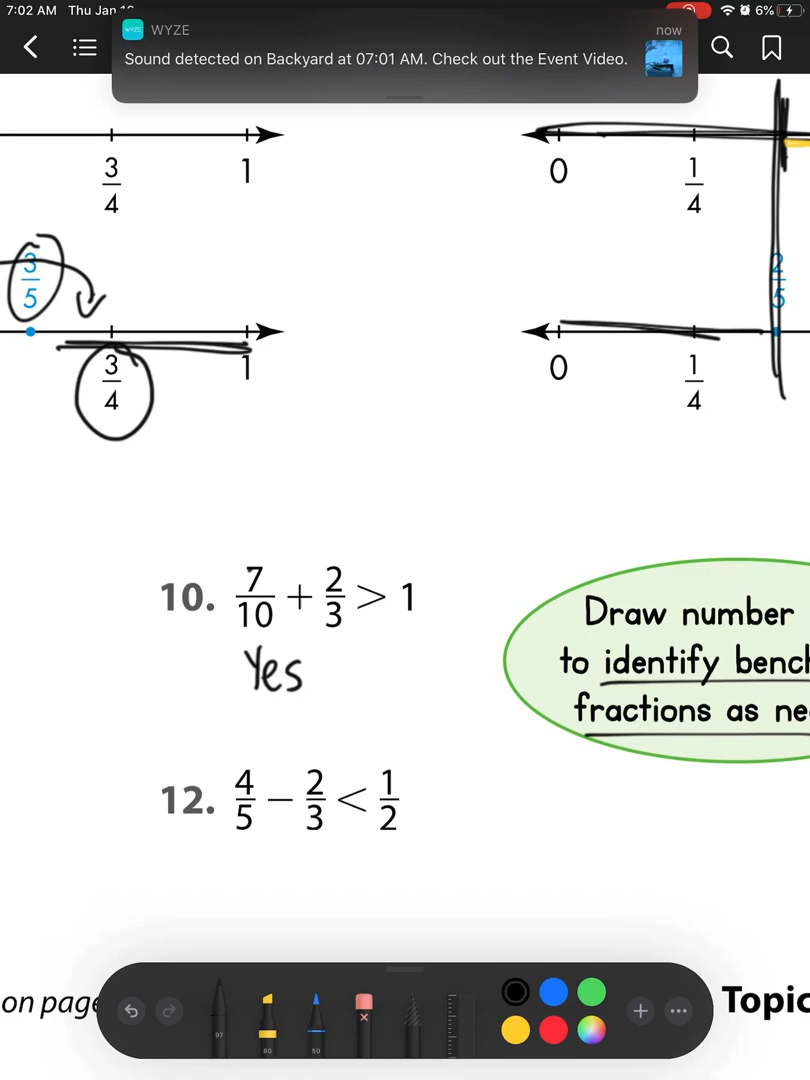 7:02 AM Thu Jan
6%
WYZE
now
Sound detected on Backyard at 07:01 AM. Check out the Event Video.
3/4 1 0 1/4
3/5 2/5
3/4 1 0 1/4
10. 7/10 + 2/3 > 1
Yes
Draw number
to identify bench
fractions as ne
12. 4/5 − 2/3 < 1/2
on page
Topic
97 80 50